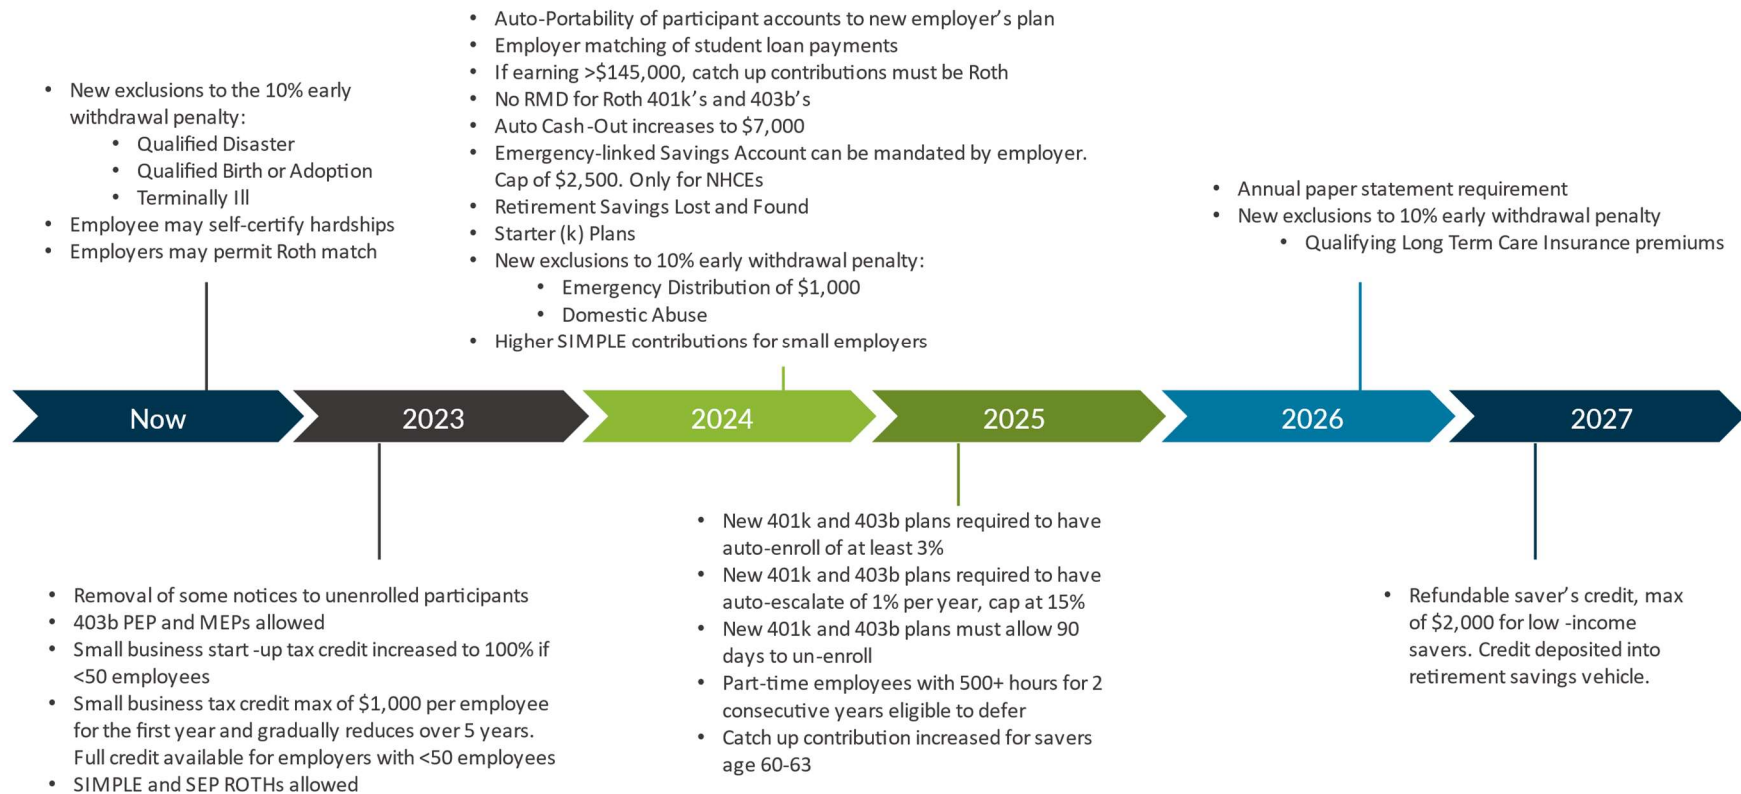 • New exclusions to the 10% early
withdrawal penalty:
• Qualified Disaster
• Qualified Birth or Adoption
• Terminally Ill
• Employee may self-certify hardships
• Employers may permit Roth match
• Auto-Portability of participant accounts to new employer’s plan
• Employer matching of student loan payments
• If earning >$145,000, catch up contributions must be Roth
• No RMD for Roth 401k’s and 403b’s
• Auto Cash-Out increases to $7,000
• Emergency-linked Savings Account can be mandated by employer.
Cap of $2,500. Only for NHCEs
• Retirement Savings Lost and Found
• Starter (k) Plans
• New exclusions to 10% early withdrawal penalty:
• Emergency Distribution of $1,000
• Domestic Abuse
• Higher SIMPLE contributions for small employers
• Annual paper statement requirement
• New exclusions to 10% early withdrawal penalty
• Qualifying Long Term Care Insurance premiums
Now
2023
2024
2025
2026
2027
• Removal of some notices to unenrolled participants
• 403b PEP and MEPs allowed
• Small business start -up tax credit increased to 100% if
<50 employees
• Small business tax credit max of $1,000 per employee
for the first year and gradually reduces over 5 years.
Full credit available for employers with <50 employees
• SIMPLE and SEP ROTHs allowed
• New 401k and 403b plans required to have
auto-enroll of at least 3%
• New 401k and 403b plans required to have
auto-escalate of 1% per year, cap at 15%
• New 401k and 403b plans must allow 90
days to un-enroll
• Part-time employees with 500+ hours for 2
consecutive years eligible to defer
• Catch up contribution increased for savers
age 60-63
• Refundable saver’s credit, max
of $2,000 for low -income
savers. Credit deposited into
retirement savings vehicle.